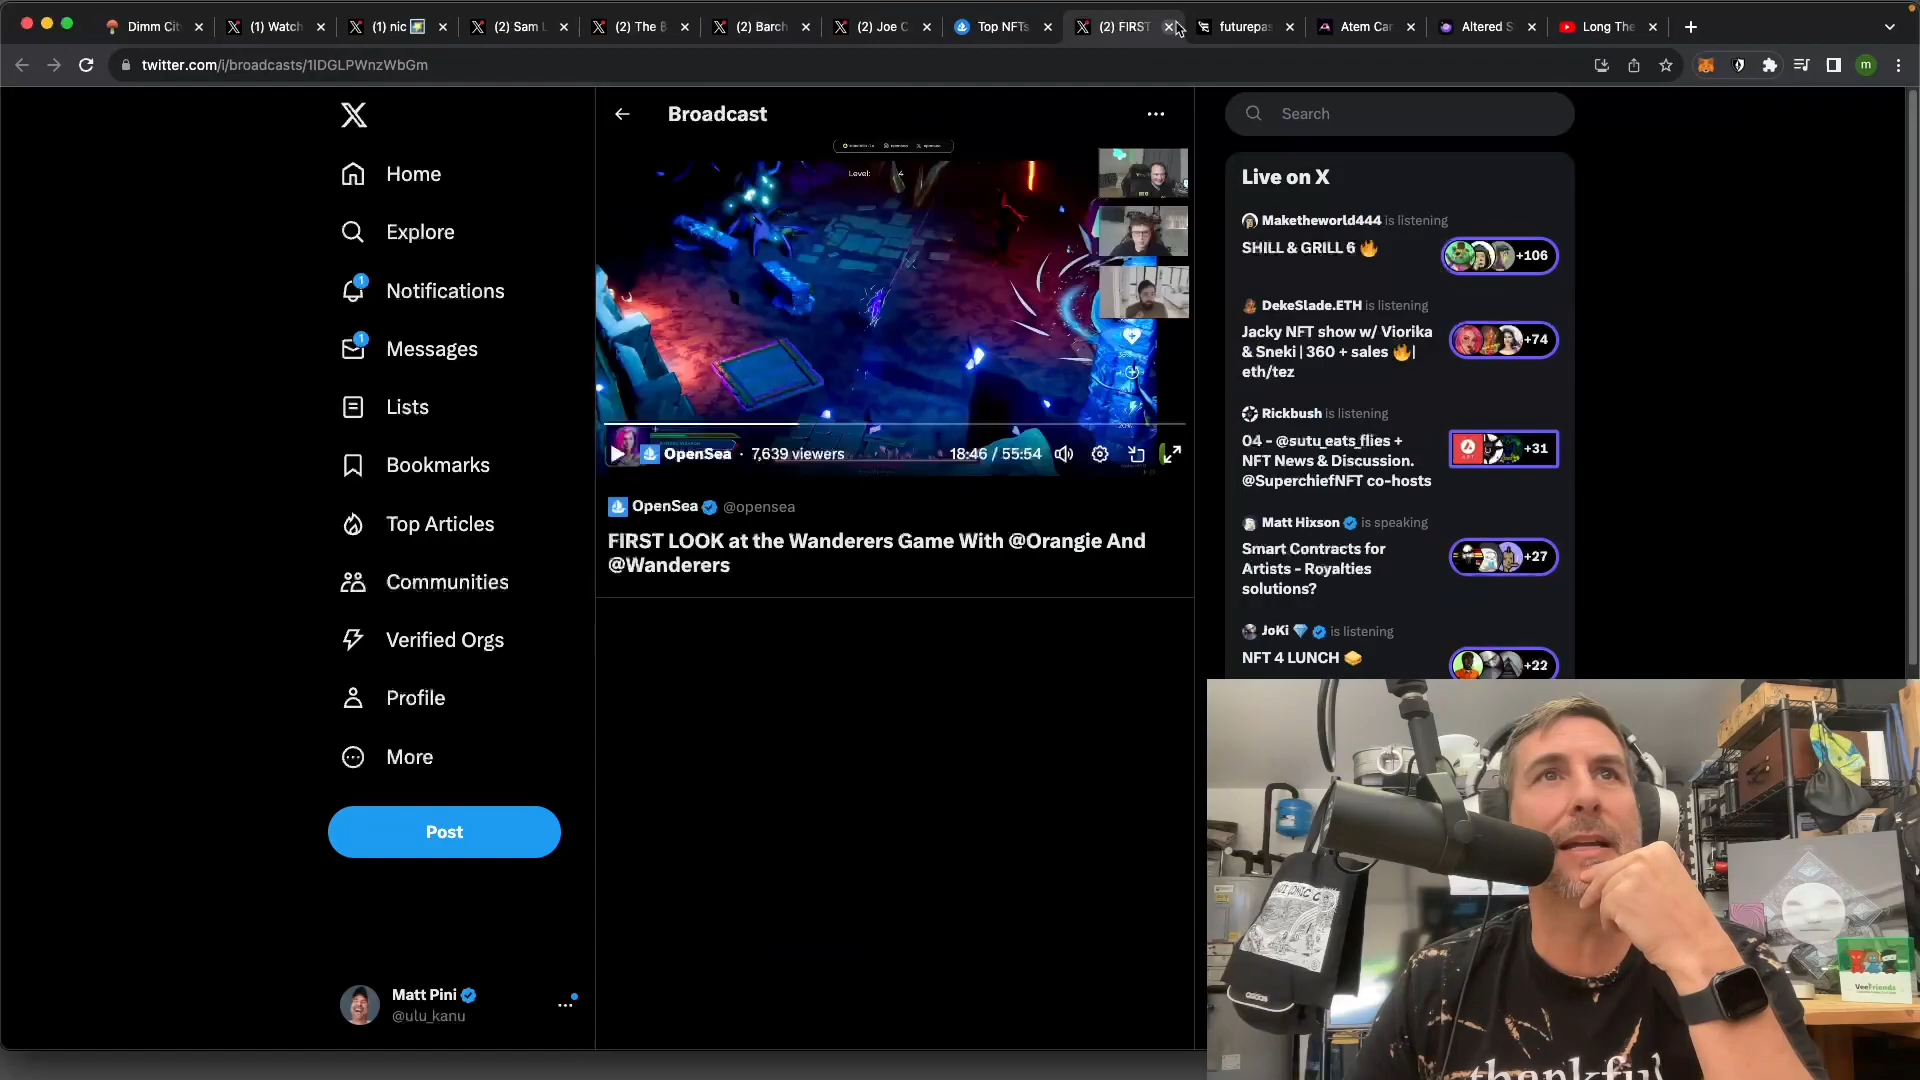 Dimm Cit
(1) Watch
(1) nic
(2) Sam L
(2) The B
(2) Barch
(2) Joe C
Top NFTs
(2) FIRST
futurepas
Atem Car
Altered S
Long The
twitter.com/i/broadcasts/1lDGLPWnzWbGm
m
Broadcast
Search
Home
Explore
1
Notifications
1
Messages
Lists
Bookmarks
Top Articles
Communities
Verified Orgs
Profile
More
Post
Matt Pini
@ulu_kanu
Level: 4
OpenSea · 7,639 viewers
18:46 / 55:54
OpenSea @opensea
FIRST LOOK at the Wanderers Game With @Orangie And
@Wanderers
Live on X
Maketheworld444 is listening
SHILL & GRILL 6 🔥
+106
DekeSlade.ETH is listening
Jacky NFT show w/ Viorika
& Sneki | 360 + sales 🔥|
eth/tez
+74
Rickbush is listening
04 - @sutu_eats_flies +
NFT News & Discussion.
@SuperchiefNFT co-hosts
+31
Matt Hixson is speaking
Smart Contracts for
Artists - Royalties
solutions?
+27
JoKi 💎 is listening
NFT 4 LUNCH
+22
VeeFriends
thankful